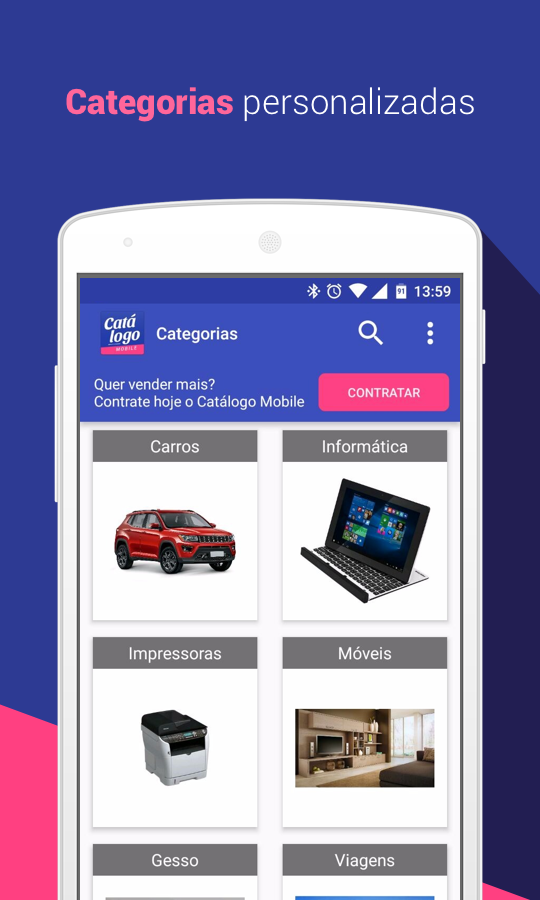 Categorias personalizadas
91 13:59
Catá
logo
MOBILE
Categorias
Quer vender mais?
Contrate hoje o Catálogo Mobile
CONTRATAR
Carros
Informática
Impressoras
Móveis
Gesso
Viagens